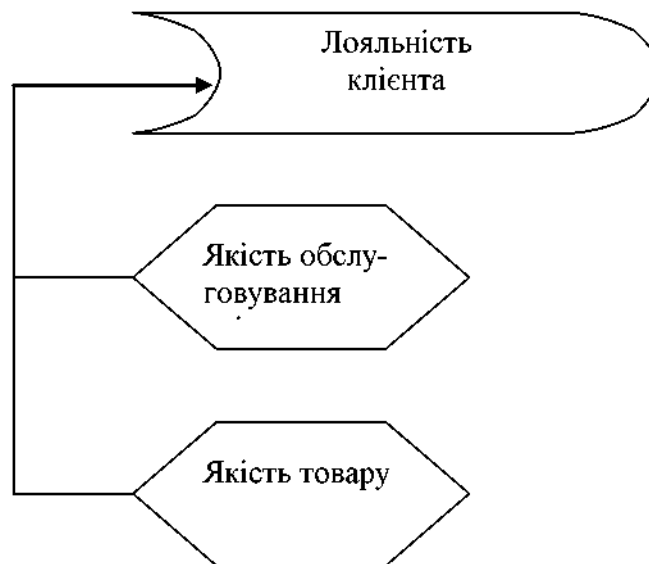 Лояльність
клієнта
Якість обслу-
говування
Якість товару